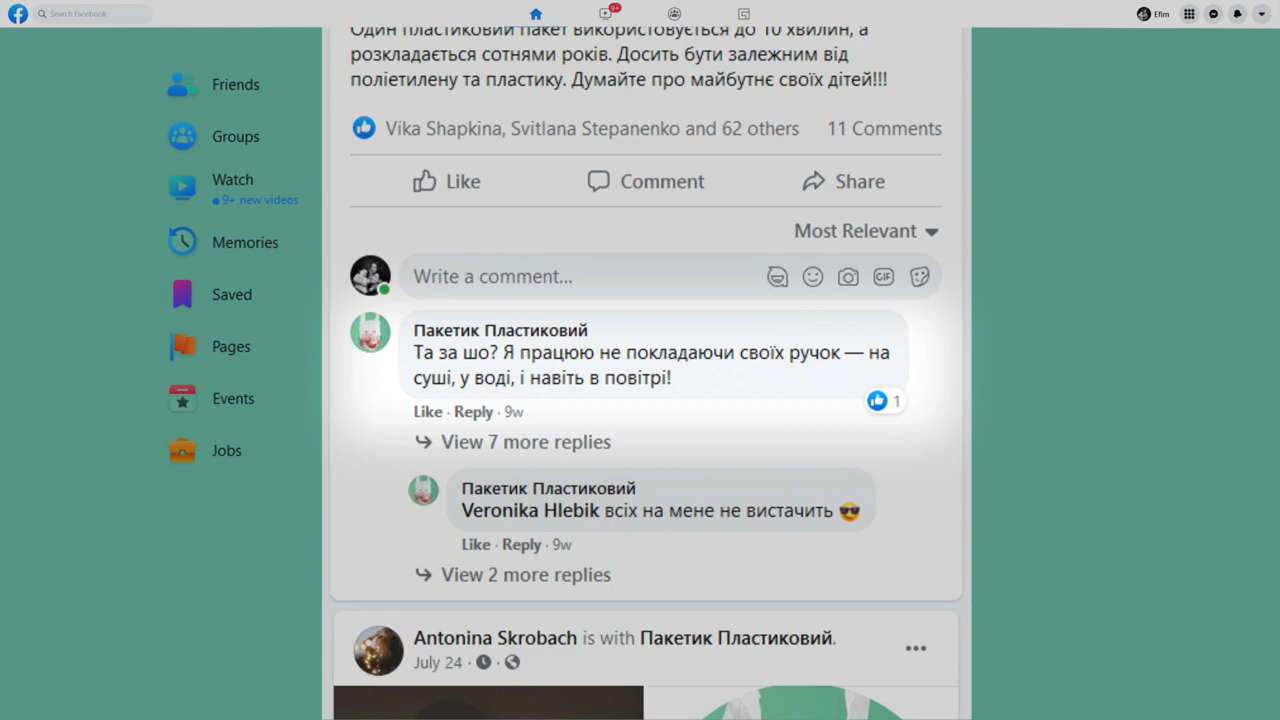 Search Facebook
9+
Efim
Friends
Groups
Watch
9+ new videos
Memories
Saved
Pages
Events
Jobs
Один пластиковий пакет використовується до 10 хвилин, а
розкладається сотнями років. Досить бути залежним від
поліетилену та пластику. Думайте про майбутнє своїх дітей!!!
Vika Shapkina, Svitlana Stepanenko and 62 others 11 Comments
Like Comment Share
Most Relevant
Write a comment...
GIF
Пакетик Пластиковий
Та за шо? Я працюю не покладаючи своїх ручок — на
суші, у воді, і навіть в повітрі!
1
Like · Reply · 9w
View 7 more replies
Пакетик Пластиковий
Veronika Hlebik всіх на мене не вистачить 😎
Like · Reply · 9w
View 2 more replies
Antonina Skrobach is with Пакетик Пластиковий.
July 24 · ·